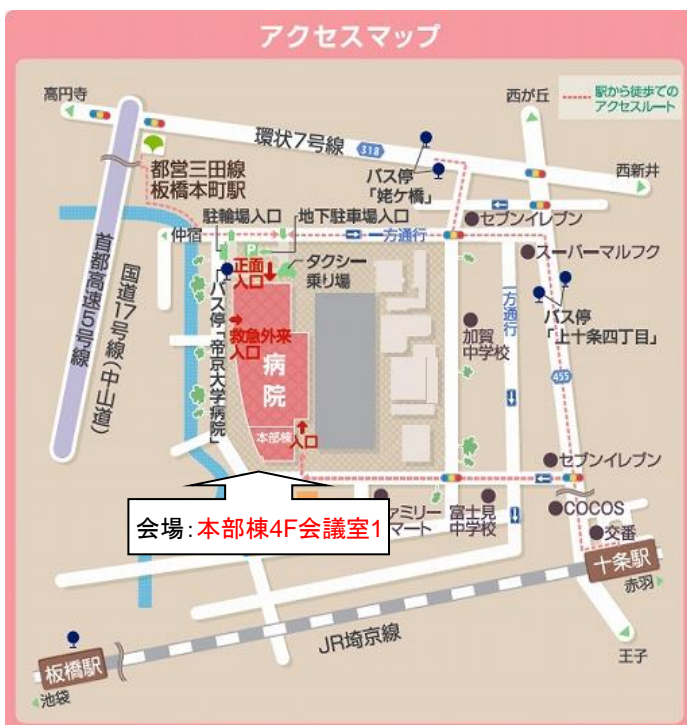 アクセスマップ
高円寺
西が丘
駅から徒歩での
アクセスルート
環状7号線
318
都営三田線
板橋本町駅
バス停
「姥ケ橋」
西新井
駐輪場入口
地下駐車場入口
セブンイレブン
仲宿
P
一方通行
スーパーマルフク
正面
入口
タクシー
乗り場
首都高速5号線
国道17号線(中山道)
バス停「帝京大学病院」
一方通行
バス停
「上十条四丁目」
救急外来
入口
加賀
中学校
病院
455
本部棟
入口
セブンイレブン
会場:本部棟4F会議室1
ァミリー
マート
富士見
中学校
COCOS
交番
十条駅
赤羽
JR埼京線
王子
板橋駅
池袋